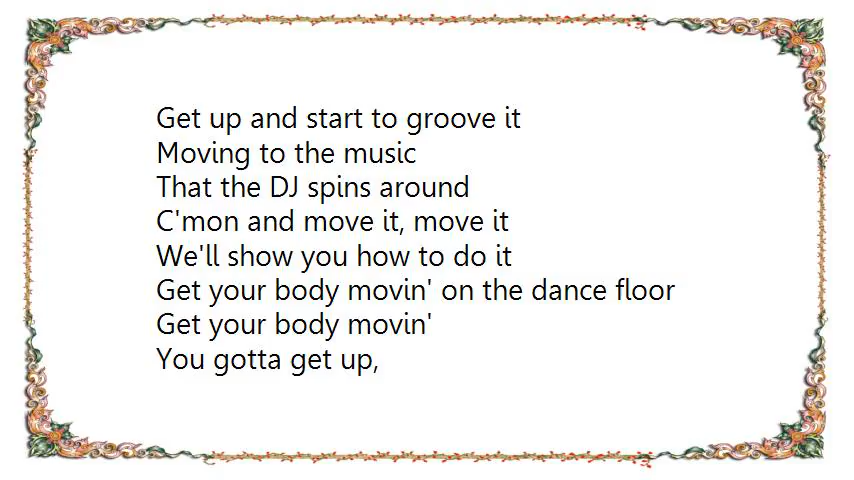 Get up and start to groove it
Moving to the music
That the DJ spins around
C'mon and move it, move it
We'll show you how to do it
Get your body movin' on the dance floor
Get your body movin'
You gotta get up,